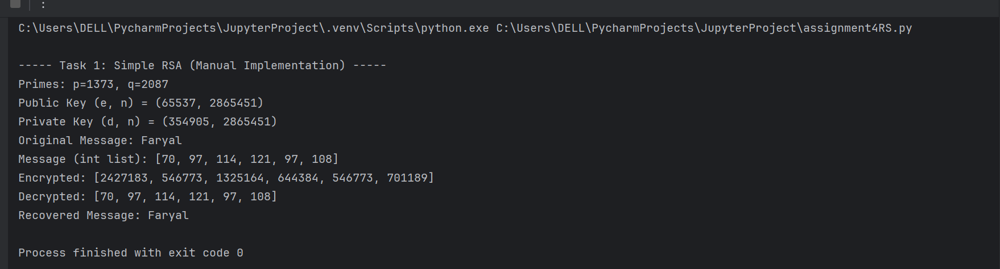 :
C:\Users\DELL\PycharmProjects\JupyterProject\.venv\Scripts\python.exe C:\Users\DELL\PycharmProjects\JupyterProject\assignment4RS.py
----- Task 1: Simple RSA (Manual Implementation) -----
Primes: p=1373, q=2087
Public Key (e, n) = (65537, 2865451)
Private Key (d, n) = (354905, 2865451)
Original Message: Faryal
Message (int list): [70, 97, 114, 121, 97, 108]
Encrypted: [2427183, 546773, 1325164, 644384, 546773, 701189]
Decrypted: [70, 97, 114, 121, 97, 108]
Recovered Message: Faryal
Process finished with exit code 0